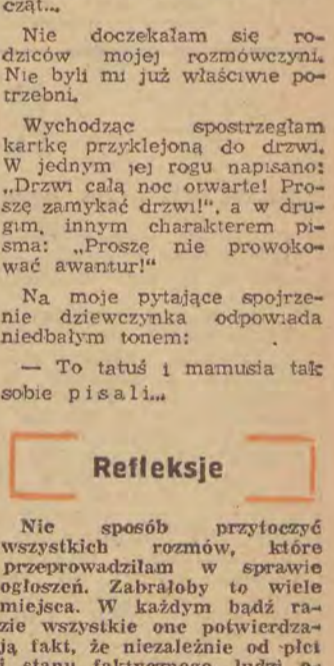 cząt...
Nie doczekałam się ro-
dziców mojej rozmówczyni.
Nie byli mi już właściwie po-
trzebni.
Wychodząc spostrzegłam
kartkę przyklejoną do drzwi.
W jednym jej rogu napisano:
„Drzwi całą noc otwarte! Pro-
szę zamykać drzwi!", a w dru-
gim, innym charakterem pi-
sma: „Proszę nie prowoko-
wać awantur!"
Na moje pytające spojrze-
nie dziewczynka odpowiada
niedbałym tonem:
— To tatuś i mamusia tak
sobie pisali...
Refleksje
Nie sposób przytoczyć
wszystkich rozmów, które
przeprowadziłam w sprawie
ogłoszeń. Zabrałoby to wiele
miejsca. W każdym bądź ra-
zie wszystkie one potwierdza-
ją fakt, że niezależnie od płci
i stanu faktycznego ludzi